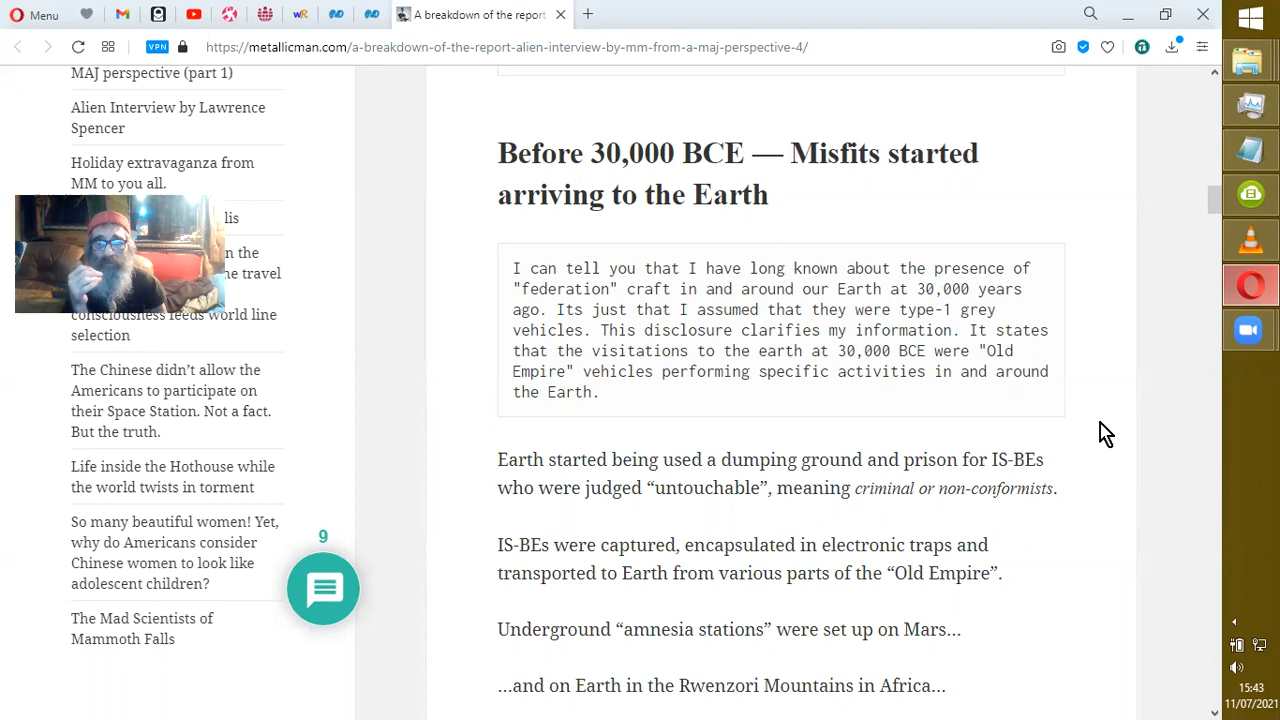 Menu
wR
A breakdown of the report
VPN
https://metallicman.com/a-breakdown-of-the-report-alien-interview-by-mm-from-a-maj-perspective-4/
MAJ perspective (part 1)
Alien Interview by Lawrence
Spencer
Holiday extravaganza from
MM to you all.
lis
n the
ne travel
consciousness feeds world line
selection
The Chinese didn’t allow the
Americans to participate on
their Space Station. Not a fact.
But the truth.
Life inside the Hothouse while
the world twists in torment
So many beautiful women! Yet,
why do Americans consider
Chinese women to look like
adolescent children?
The Mad Scientists of
Mammoth Falls
9
Before 30,000 BCE — Misfits started
arriving to the Earth
I can tell you that I have long known about the presence of
"federation" craft in and around our Earth at 30,000 years
ago. Its just that I assumed that they were type-1 grey
vehicles. This disclosure clarifies my information. It states
that the visitations to the earth at 30,000 BCE were "Old
Empire" vehicles performing specific activities in and around
the Earth.
Earth started being used a dumping ground and prison for IS-BEs
who were judged “untouchable”, meaning criminal or non-conformists.
IS-BEs were captured, encapsulated in electronic traps and
transported to Earth from various parts of the “Old Empire”.
Underground “amnesia stations” were set up on Mars…
…and on Earth in the Rwenzori Mountains in Africa…
15:43
11/07/2021